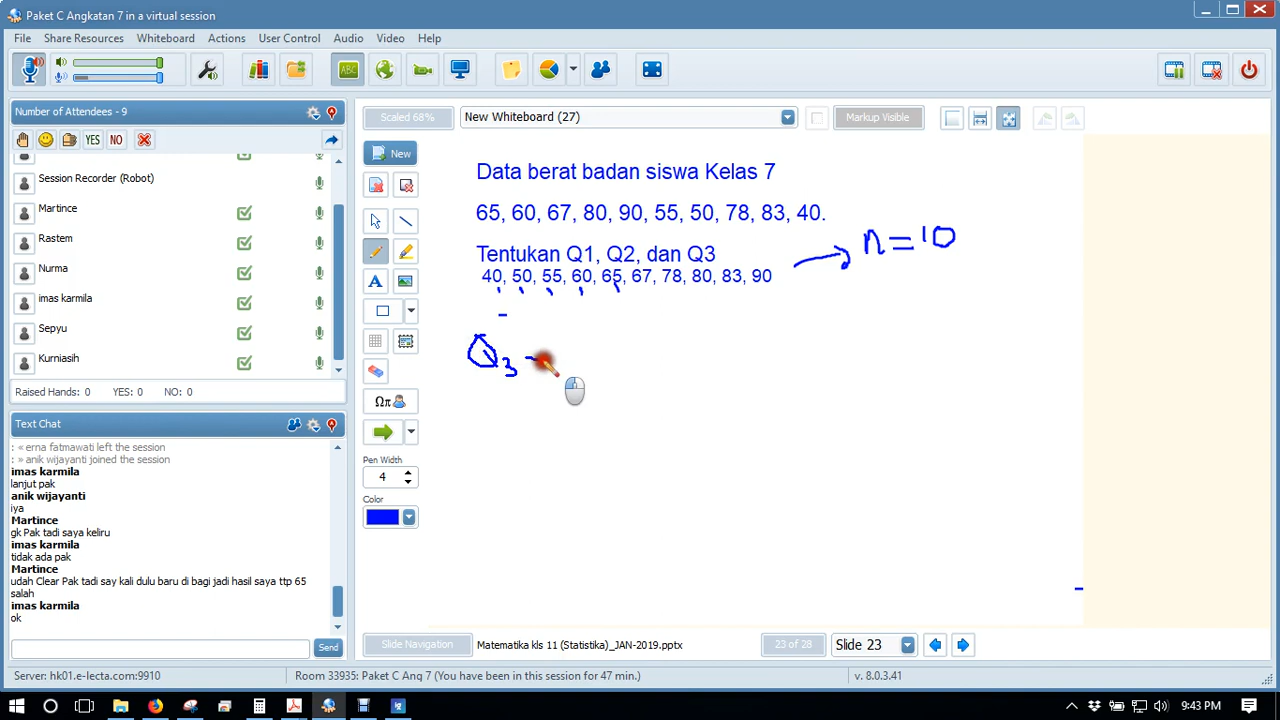 Paket C Angkatan 7 in a virtual session
File Share Resources Whiteboard Actions User Control Audio Video Help
ABC
Number of Attendees - 9
YES NO
Session Recorder (Robot)
Martince
Rastem
Nurma
imas karmila
Sepyu
Kurniasih
Raised Hands: 0 YES: 0 NO: 0
Text Chat
: « erna fatmawati left the session
: » anik wijayanti joined the session
imas karmila
lanjut pak
anik wijayanti
iya
Martince
gk Pak tadi saya keliru
imas karmila
tidak ada pak
Martince
udah Clear Pak tadi say kali dulu baru di bagi jadi hasil saya ttp 65
salah
imas karmila
ok
Send
Scaled 68% New Whiteboard (27) Markup Visible
New
A
Ωπ
Pen Width
4
Color
Data berat badan siswa Kelas 7
65, 60, 67, 80, 90, 55, 50, 78, 83, 40.
Tentukan Q1, Q2, dan Q3
40, 50, 55, 60, 65, 67, 78, 80, 83, 90
n = 10
Q3
Slide Navigation Matematika kls 11 (Statistika)_JAN-2019.pptx 23 of 28 Slide 23
Server: hk01.e-lecta.com:9910 Room 33935: Paket C Ang 7 (You have been in this session for 47 min.) v. 8.0.3.41
9:43 PM